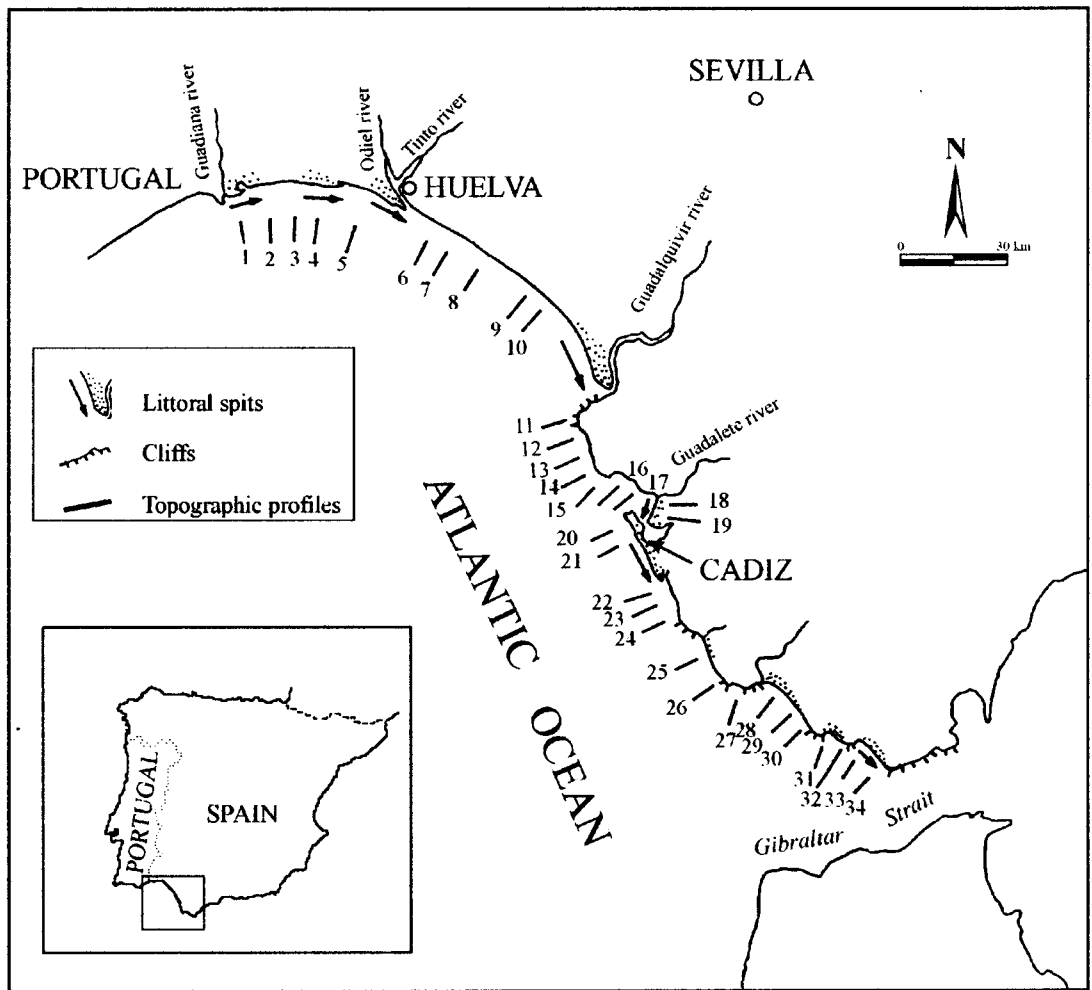 SEVILLA
Guadiana river
Odiel river
Tinto river
N
PORTUGAL
HUELVA
0 30 km
Guadalquivir river
1 2 3 4 5
6 7 8
9
10
Littoral spits
Cliffs
Topographic profiles
11
12
13
14
15
16
17
Guadalete river
18
19
20
21
CADIZ
22
23
24
25
26
27
28
29
30
31
32
33
34
ATLANTIC OCEAN
Gibraltar Strait
PORTUGAL
SPAIN